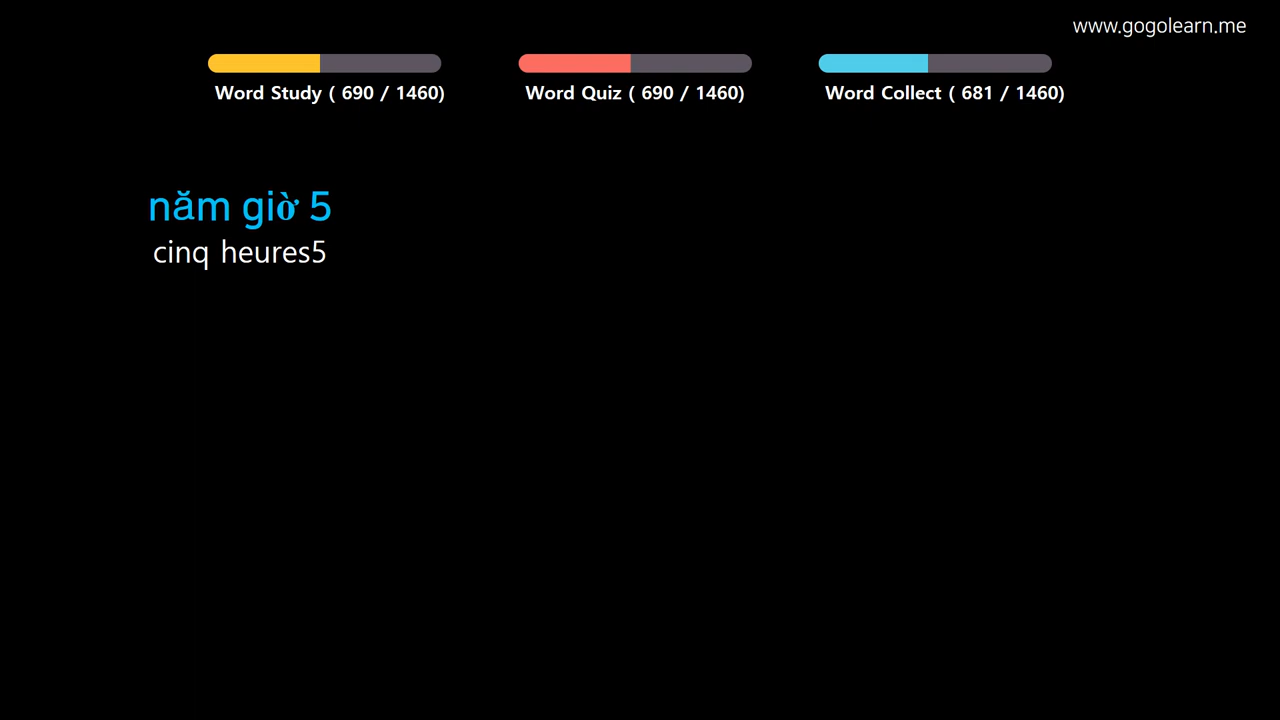 www.gogolearn.me
Word Study ( 690 / 1460)
Word Quiz ( 690 / 1460)
Word Collect ( 681 / 1460)
năm giờ 5
cinq heures5